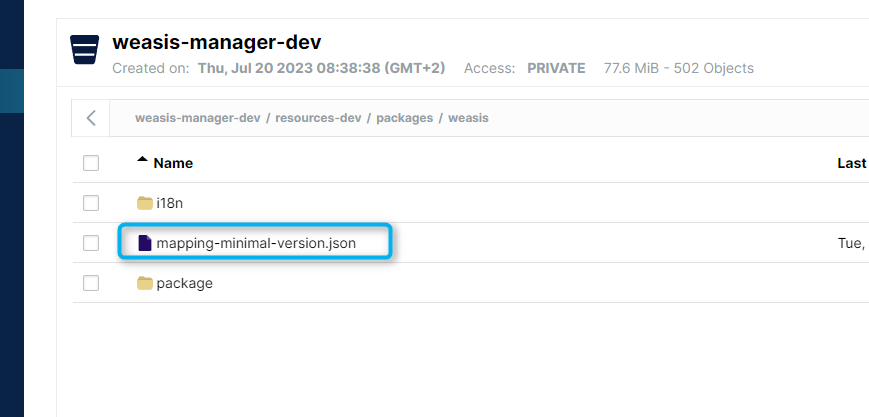 weasis-manager-dev
Created on: Thu, Jul 20 2023 08:38:38 (GMT+2) Access: PRIVATE 77.6 MiB - 502 Objects
weasis-manager-dev / resources-dev / packages / weasis
Name Last
i18n
mapping-minimal-version.json Tue,
package